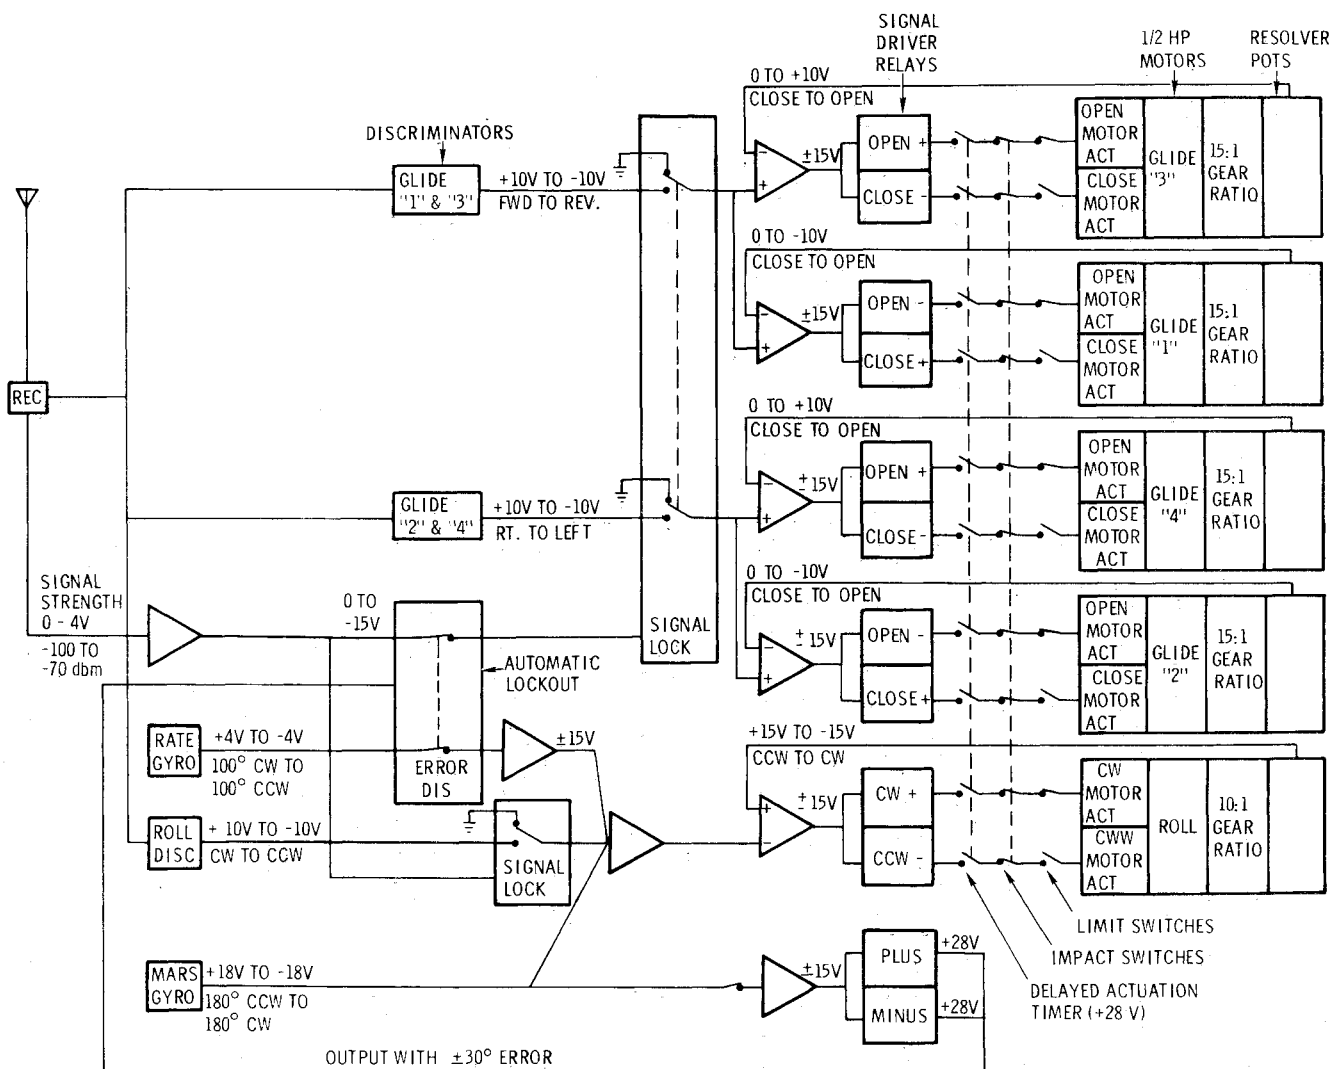 SIGNAL
DRIVER
RELAYS
1/2 HP
MOTORS
RESOLVER
POTS
DISCRIMINATORS
GLIDE
"1" & "3"
+10V TO -10V
FWD TO REV.
0 TO +10V
CLOSE TO OPEN
-
+
±15V
OPEN +
CLOSE -
OPEN
MOTOR
ACT
CLOSE
MOTOR
ACT
GLIDE
"3"
15:1
GEAR
RATIO
0 TO -10V
CLOSE TO OPEN
-
+
±15V
OPEN -
CLOSE +
OPEN
MOTOR
ACT
CLOSE
MOTOR
ACT
GLIDE
"1"
15:1
GEAR
RATIO
REC
0 TO +10V
CLOSE TO OPEN
-
+
±15V
OPEN +
CLOSE -
OPEN
MOTOR
ACT
CLOSE
MOTOR
ACT
GLIDE
"4"
15:1
GEAR
RATIO
GLIDE
"2" & "4"
+10V TO -10V
RT. TO LEFT
SIGNAL
LOCK
0 TO -10V
CLOSE TO OPEN
-
+
±15V
OPEN -
CLOSE +
OPEN
MOTOR
ACT
CLOSE
MOTOR
ACT
GLIDE
"2"
15:1
GEAR
RATIO
SIGNAL
STRENGTH
0 - 4V
-100 TO
-70 dbm
0 TO
-15V
AUTOMATIC
LOCKOUT
RATE
GYRO
+4V TO -4V
100° CW TO
100° CCW
ERROR
DIS
±15V
+15V TO -15V
CCW TO CW
+
-
±15V
CW +
CCW -
CW
MOTOR
ACT
CWW
MOTOR
ACT
ROLL
10:1
GEAR
RATIO
ROLL
DISC
+ 10V TO -10V
CW TO CCW
SIGNAL
LOCK
LIMIT SWITCHES
IMPACT SWITCHES
DELAYED ACTUATION
TIMER (+28 V)
MARS
GYRO
+18V TO -18V
180° CCW TO
180° CW
±15V
PLUS
MINUS
+28V
+28V
OUTPUT WITH ±30° ERROR